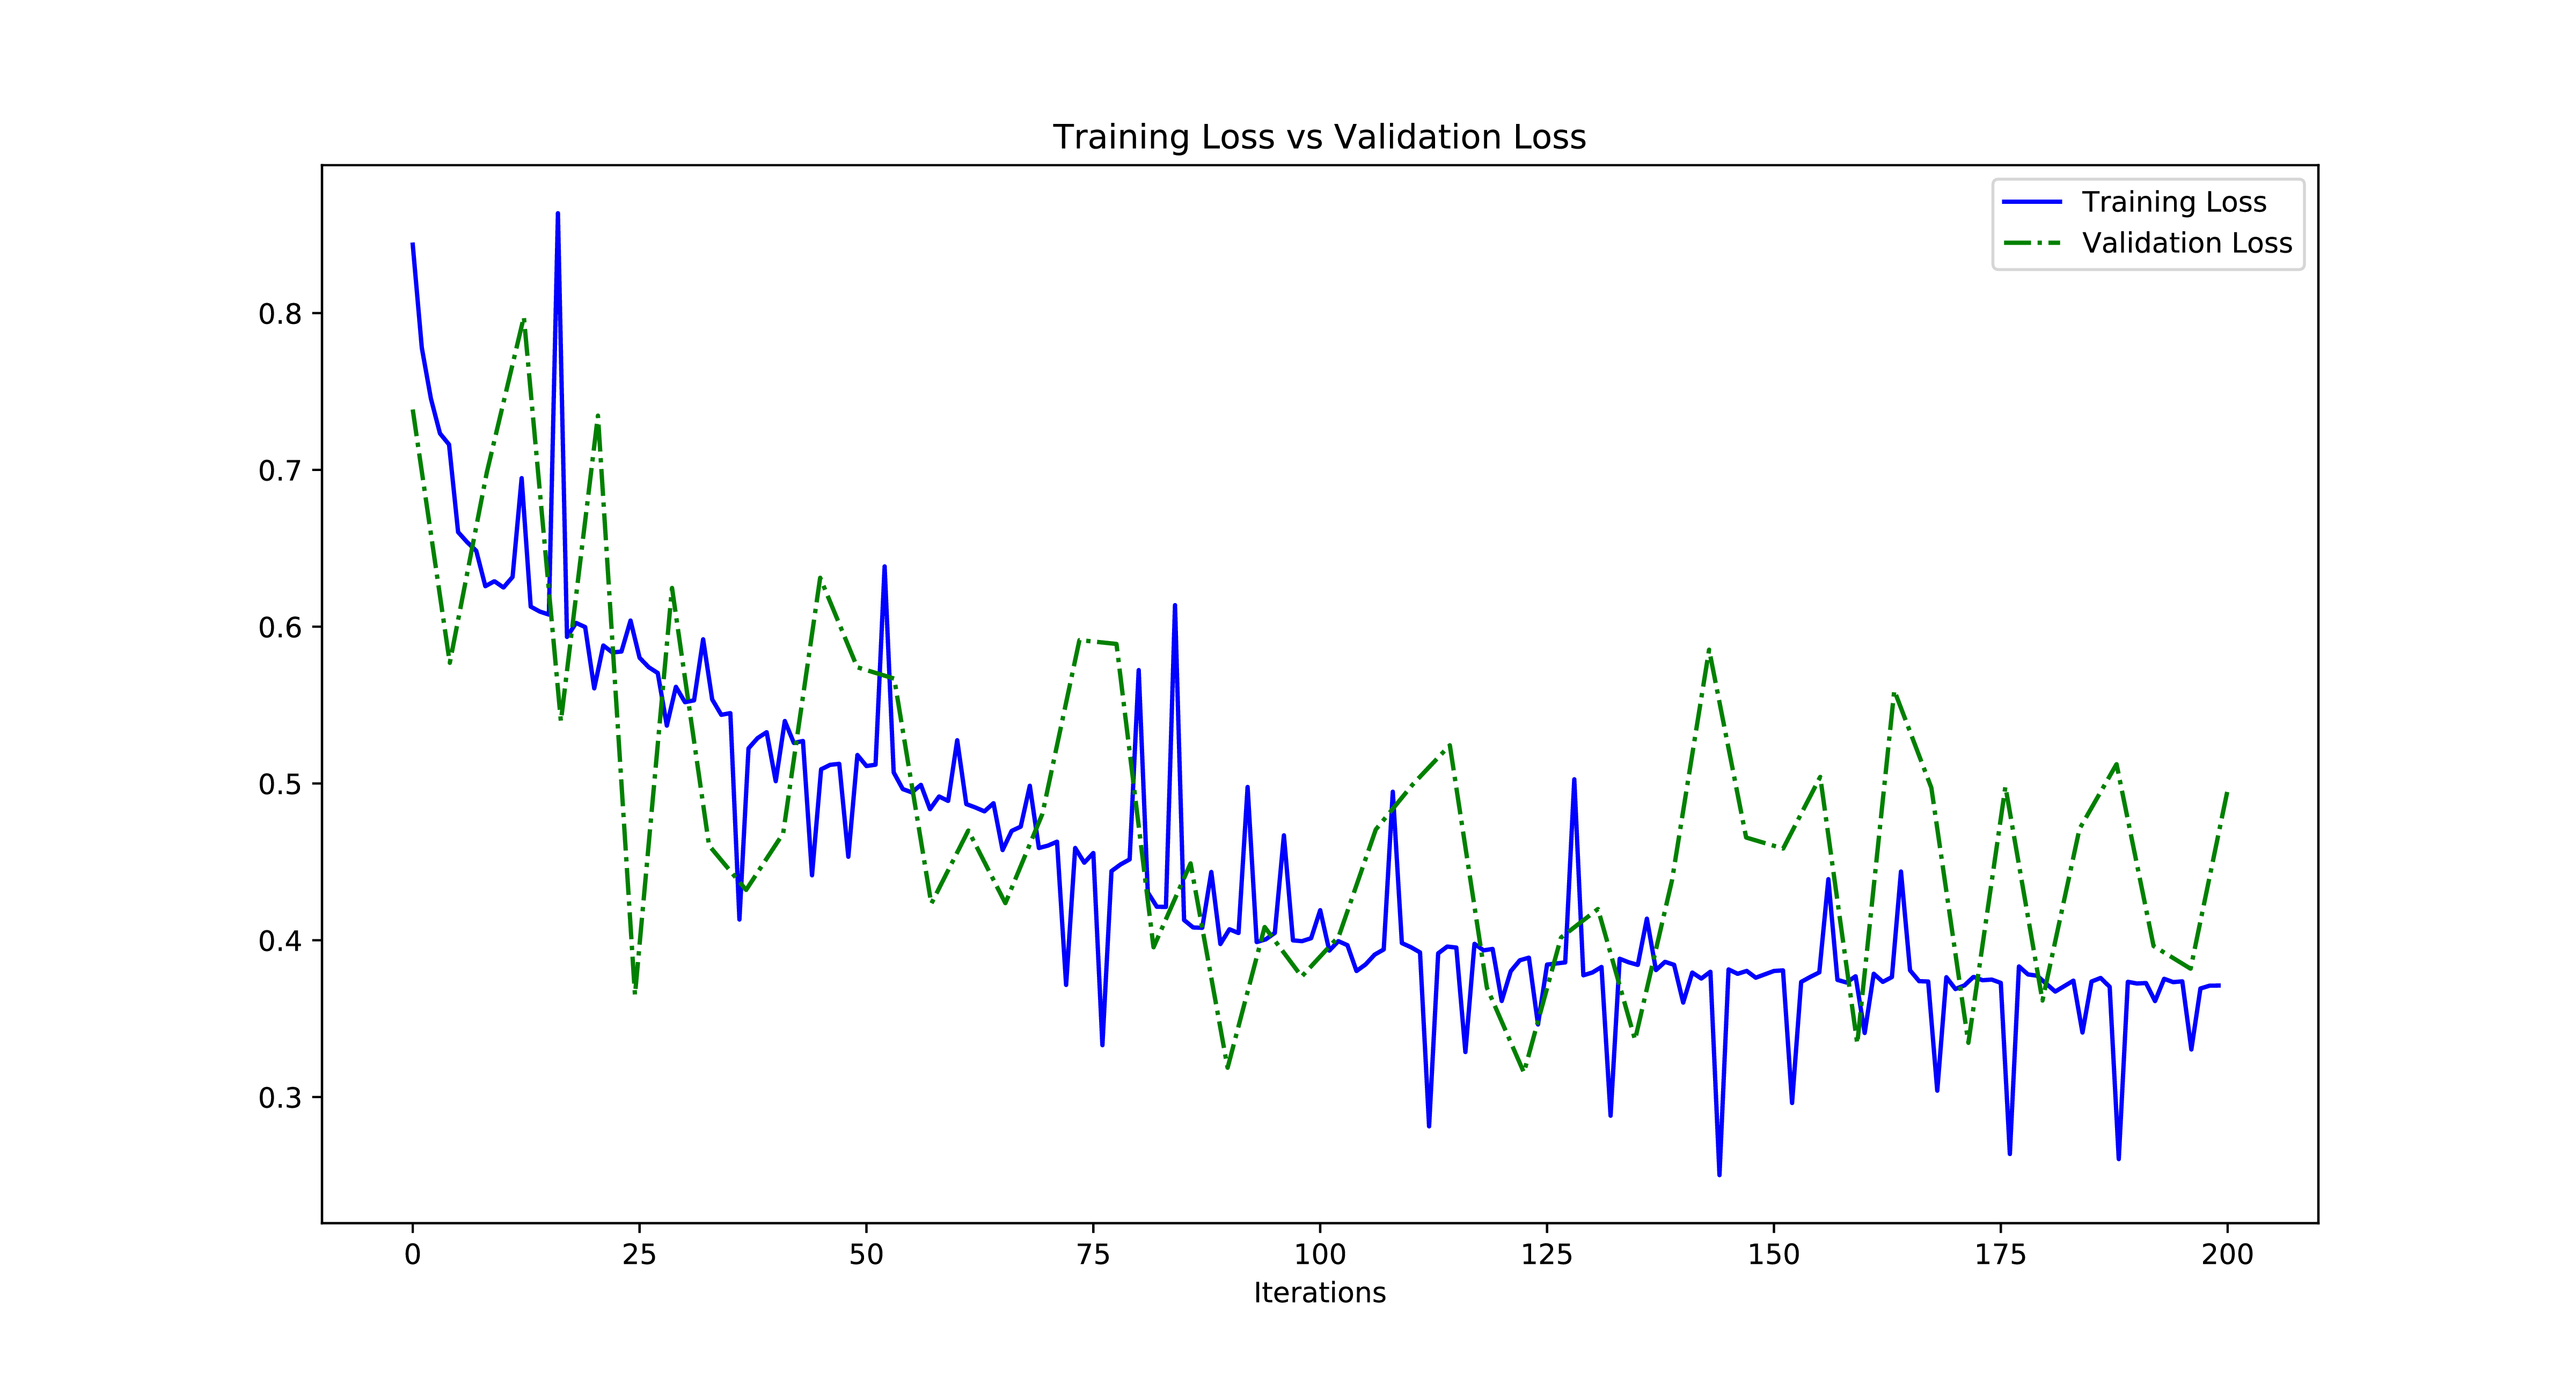 Training Loss vs Validation Loss
Training Loss
Validation Loss
0.8
0.7
0.6
0.5
0.4
0.3
0 25 50 75 100 125 150 175 200
Iterations